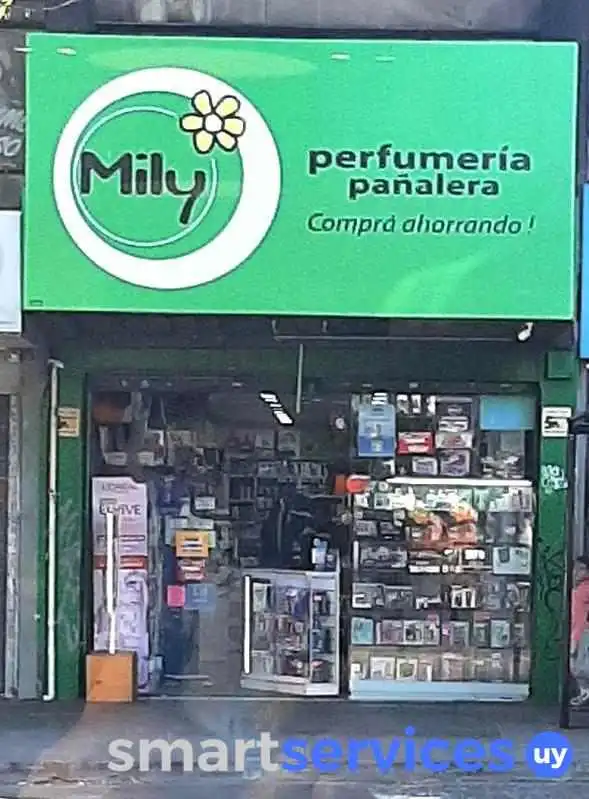 Mily
perfumería
pañalera
Comprá ahorrando !
ELVIVE
smartservices uy